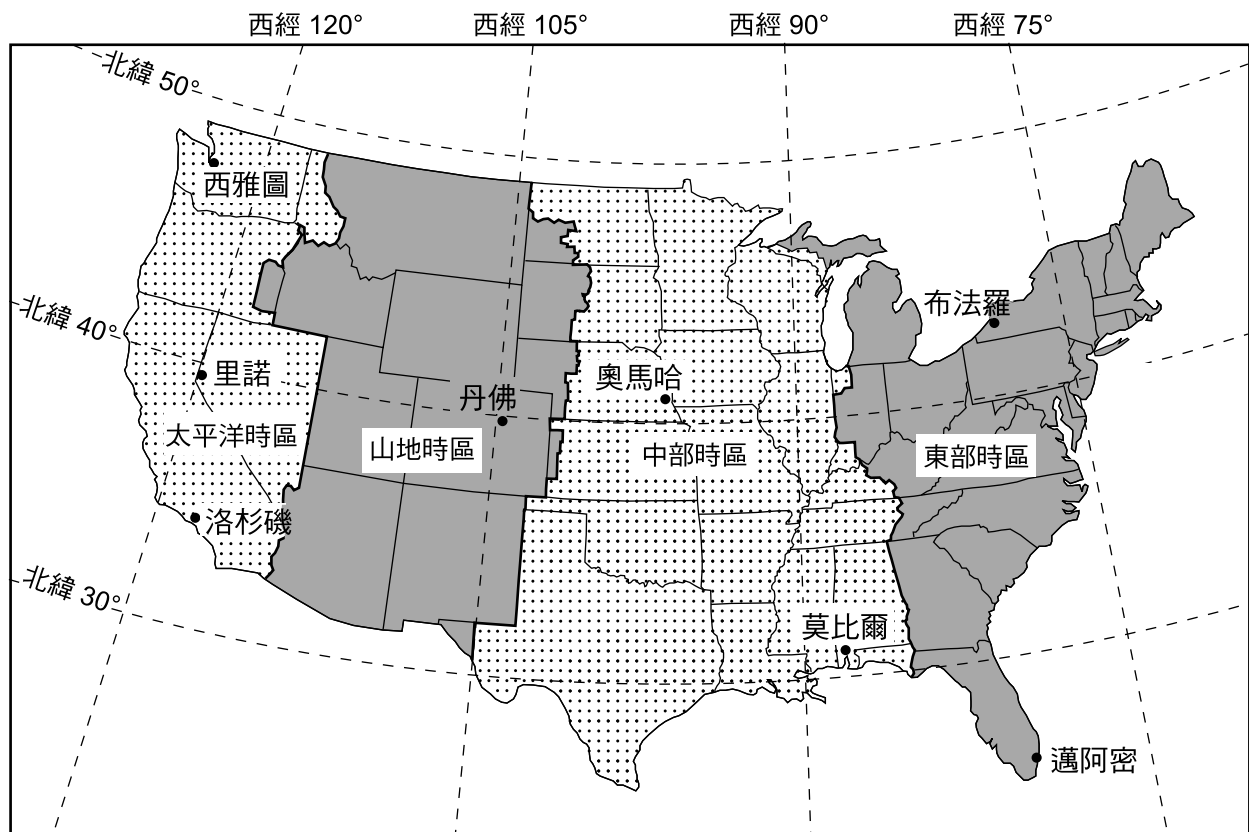 西經 120°
西經 105°
西經 90°
西經 75°
北緯 50°
西雅圖
北緯 40°
布法羅
里諾
奧馬哈
丹佛
太平洋時區
山地時區
中部時區
東部時區
洛杉磯
北緯 30°
莫比爾
邁阿密